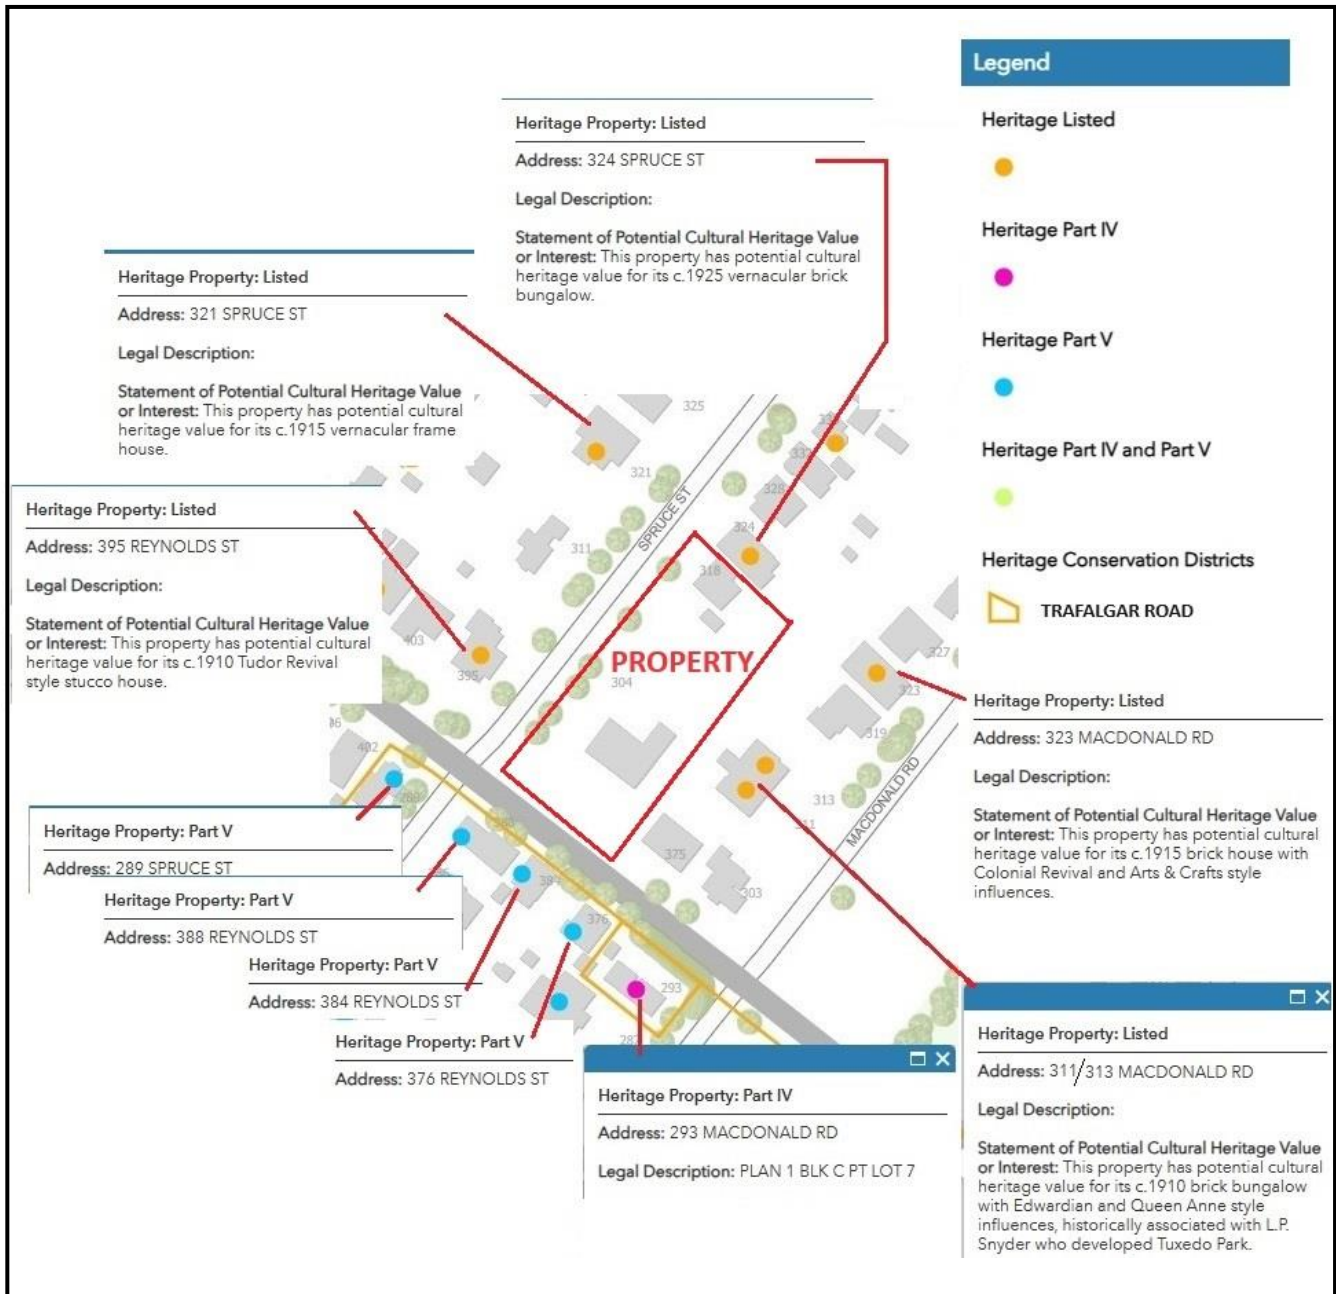 Legend
Heritage Listed
Heritage Part IV
Heritage Part V
Heritage Part IV and Part V
Heritage Conservation Districts
TRAFALGAR ROAD
Heritage Property: Listed
Address: 324 SPRUCE ST
Legal Description:
Statement of Potential Cultural Heritage Value
or Interest: This property has potential cultural
heritage value for its c.1925 vernacular brick
bungalow.
Heritage Property: Listed
Address: 321 SPRUCE ST
Legal Description:
Statement of Potential Cultural Heritage Value
or Interest: This property has potential cultural
heritage value for its c.1915 vernacular frame
house.
Heritage Property: Listed
Address: 395 REYNOLDS ST
Legal Description:
Statement of Potential Cultural Heritage Value
or Interest: This property has potential cultural
heritage value for its c.1910 Tudor Revival
style stucco house.
325
321
332
328
324
311
318
SPRUCE ST
403
395
PROPERTY
304
327
323
319
402
313
311
MACDONALD RD
375
303
376
293
Heritage Property: Listed
Address: 323 MACDONALD RD
Legal Description:
Statement of Potential Cultural Heritage Value
or Interest: This property has potential cultural
heritage value for its c.1915 brick house with
Colonial Revival and Arts & Crafts style
influences.
Heritage Property: Part V
Address: 289 SPRUCE ST
Heritage Property: Part V
Address: 388 REYNOLDS ST
Heritage Property: Part V
Address: 384 REYNOLDS ST
Heritage Property: Part V
Address: 376 REYNOLDS ST
Heritage Property: Part IV
Address: 293 MACDONALD RD
Legal Description: PLAN 1 BLK C PT LOT 7
Heritage Property: Listed
Address: 311/313 MACDONALD RD
Legal Description:
Statement of Potential Cultural Heritage Value
or Interest: This property has potential cultural
heritage value for its c.1910 brick bungalow
with Edwardian and Queen Anne style
influences, historically associated with L.P.
Snyder who developed Tuxedo Park.